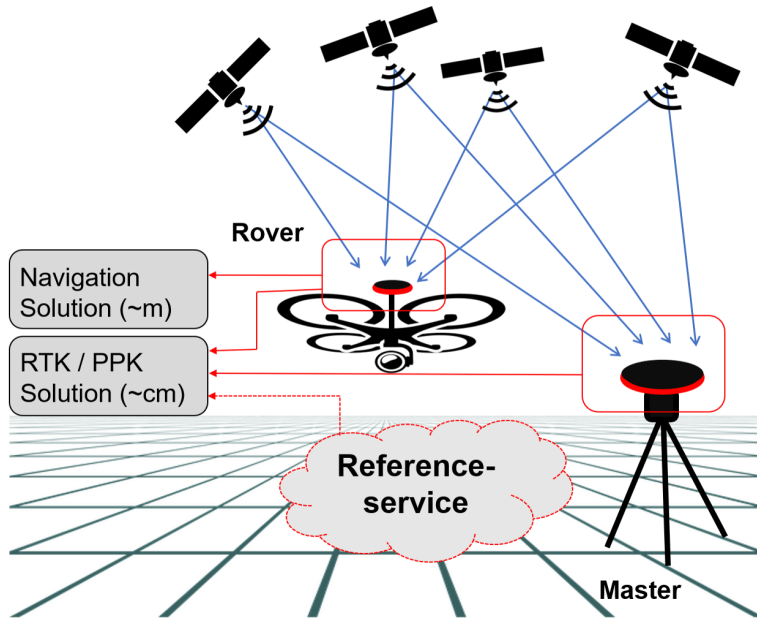 Rover
Navigation
Solution (~m)
RTK / PPK
Solution (~cm)
Reference-
service
Master